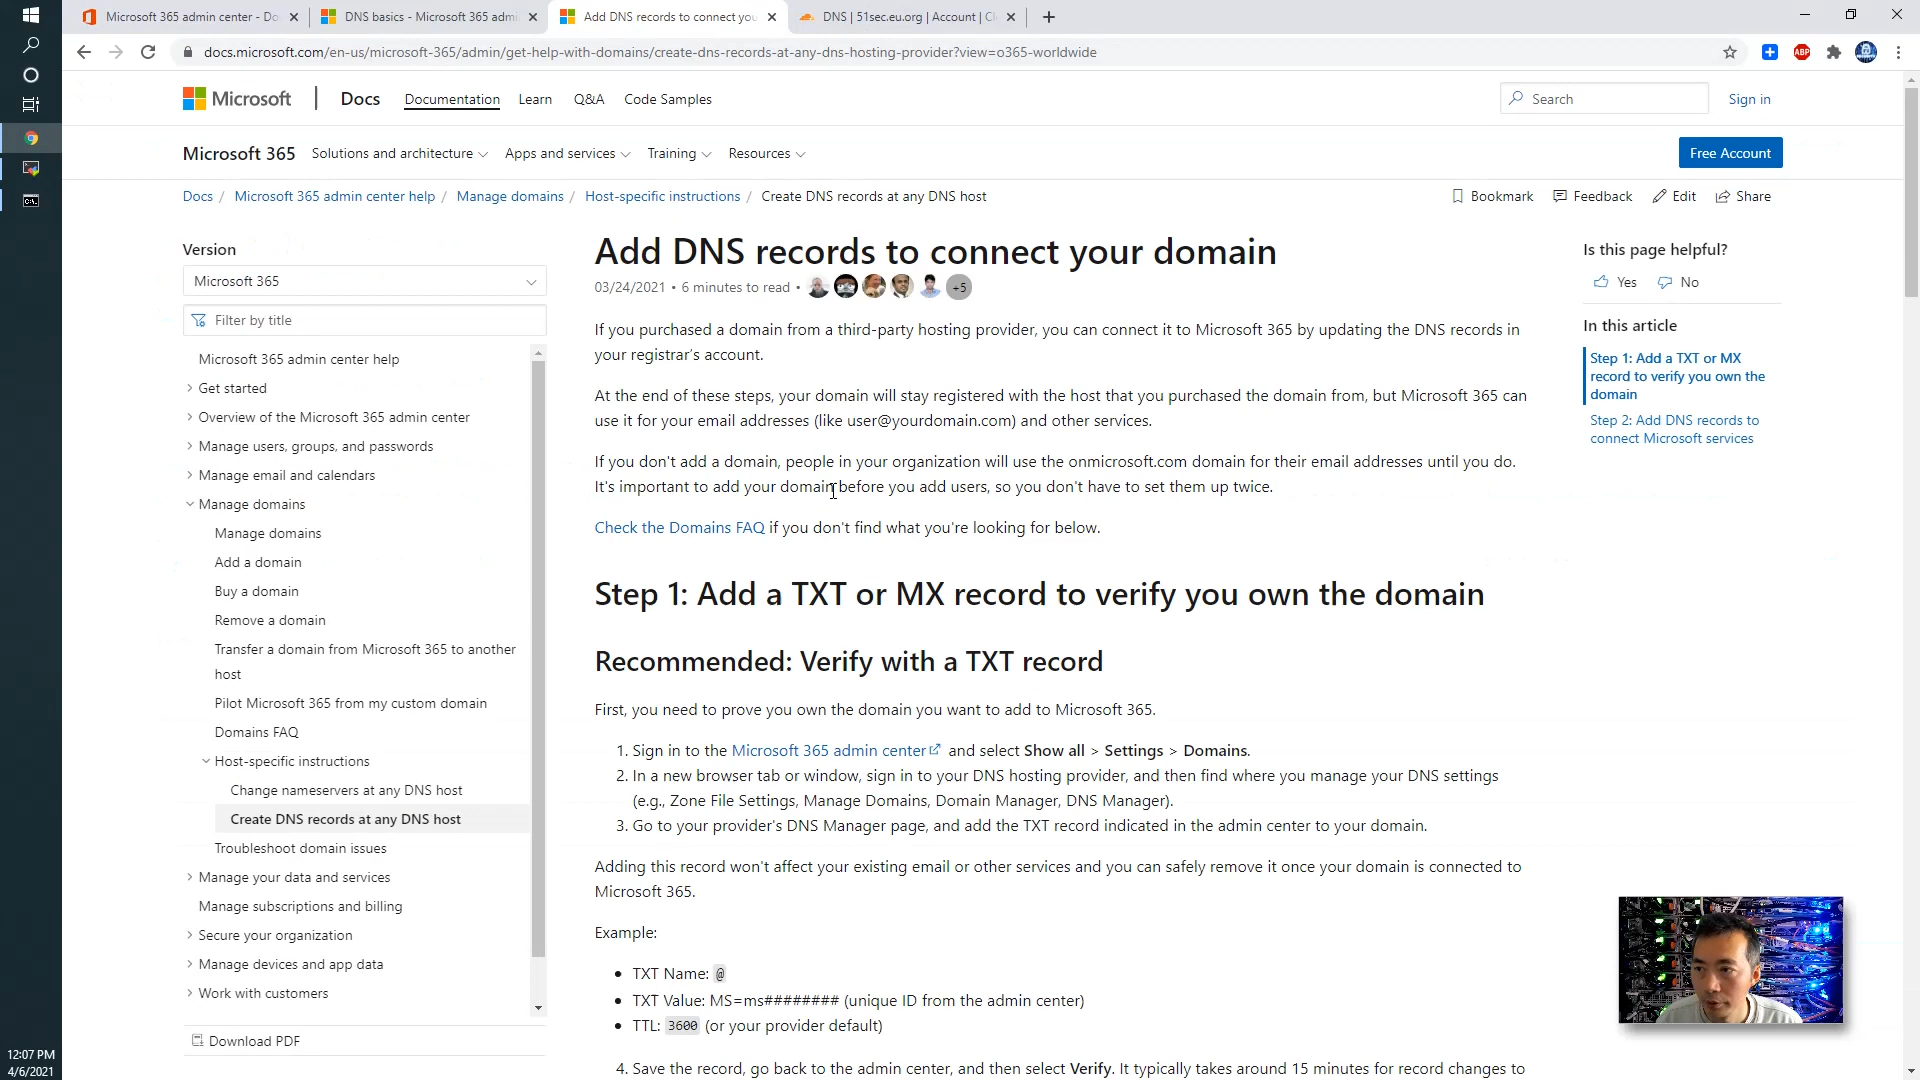 Microsoft 365 admin center - Do
DNS basics - Microsoft 365 admin
Add DNS records to connect you
DNS | 51sec.eu.org | Account | Cl
docs.microsoft.com/en-us/microsoft-365/admin/get-help-with-domains/create-dns-records-at-any-dns-hosting-provider?view=o365-worldwide
ABP
Microsoft
Docs
Documentation
Learn
Q&A
Code Samples
Search
Sign in
Microsoft 365
Solutions and architecture
Apps and services
Training
Resources
Free Account
Docs / Microsoft 365 admin center help / Manage domains / Host-specific instructions / Create DNS records at any DNS host
Bookmark
Feedback
Edit
Share
Version
Microsoft 365
Filter by title
Microsoft 365 admin center help
Get started
Overview of the Microsoft 365 admin center
Manage users, groups, and passwords
Manage email and calendars
Manage domains
Manage domains
Add a domain
Buy a domain
Remove a domain
Transfer a domain from Microsoft 365 to another
host
Pilot Microsoft 365 from my custom domain
Domains FAQ
Host-specific instructions
Change nameservers at any DNS host
Create DNS records at any DNS host
Troubleshoot domain issues
Manage your data and services
Manage subscriptions and billing
Secure your organization
Manage devices and app data
Work with customers
Download PDF
Add DNS records to connect your domain
03/24/2021 • 6 minutes to read •
+5
If you purchased a domain from a third-party hosting provider, you can connect it to Microsoft 365 by updating the DNS records in
your registrar’s account.
At the end of these steps, your domain will stay registered with the host that you purchased the domain from, but Microsoft 365 can
use it for your email addresses (like user@yourdomain.com) and other services.
If you don't add a domain, people in your organization will use the onmicrosoft.com domain for their email addresses until you do.
It's important to add your domain before you add users, so you don't have to set them up twice.
Check the Domains FAQ if you don't find what you're looking for below.
Step 1: Add a TXT or MX record to verify you own the domain
Recommended: Verify with a TXT record
First, you need to prove you own the domain you want to add to Microsoft 365.
1. Sign in to the Microsoft 365 admin center and select Show all > Settings > Domains.
2. In a new browser tab or window, sign in to your DNS hosting provider, and then find where you manage your DNS settings
(e.g., Zone File Settings, Manage Domains, Domain Manager, DNS Manager).
3. Go to your provider's DNS Manager page, and add the TXT record indicated in the admin center to your domain.
Adding this record won't affect your existing email or other services and you can safely remove it once your domain is connected to
Microsoft 365.
Example:
• TXT Name: @
• TXT Value: MS=ms######## (unique ID from the admin center)
• TTL: 3600 (or your provider default)
4. Save the record, go back to the admin center, and then select Verify. It typically takes around 15 minutes for record changes to
Is this page helpful?
Yes
No
In this article
Step 1: Add a TXT or MX
record to verify you own the
domain
Step 2: Add DNS records to
connect Microsoft services
12:07 PM
4/6/2021